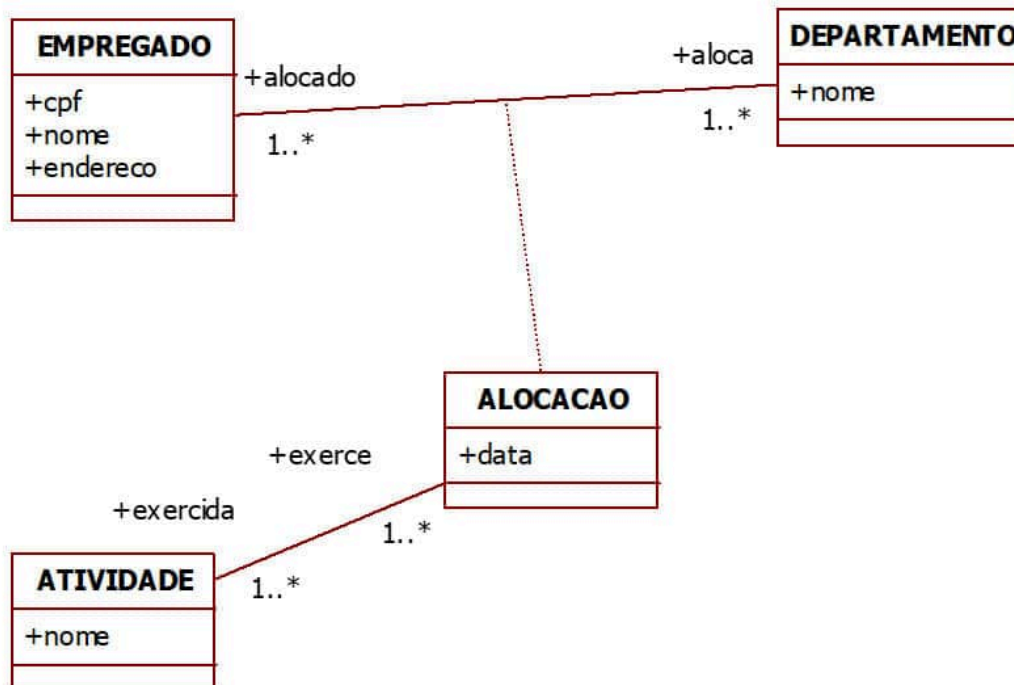 EMPREGADO
+cpf
+nome
+endereco
+alocado
1..*
+aloca
1..*
DEPARTAMENTO
+nome
ALOCACAO
+data
+exerce
1..*
+exercida
1..*
ATIVIDADE
+nome